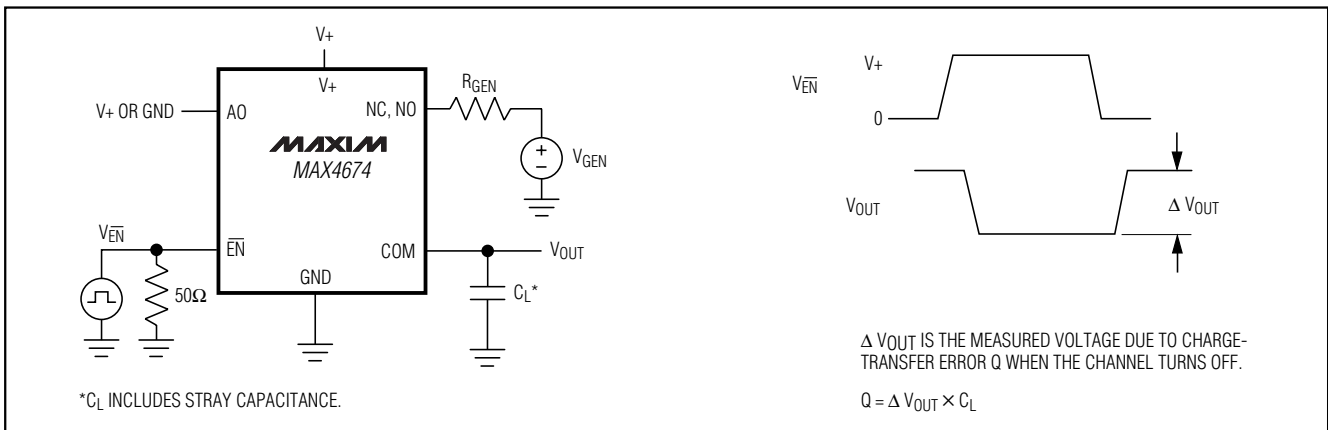 V+
V+
V+ OR GND
A0
NC, NO
RGEN
MAXIM
MAX4674
VGEN
VEN̅
EN̅
COM
VOUT
GND
50Ω
CL*
*CL INCLUDES STRAY CAPACITANCE.
V+
VEN̅
0
VOUT
Δ VOUT
Δ VOUT IS THE MEASURED VOLTAGE DUE TO CHARGE-
TRANSFER ERROR Q WHEN THE CHANNEL TURNS OFF.
Q = Δ VOUT × CL